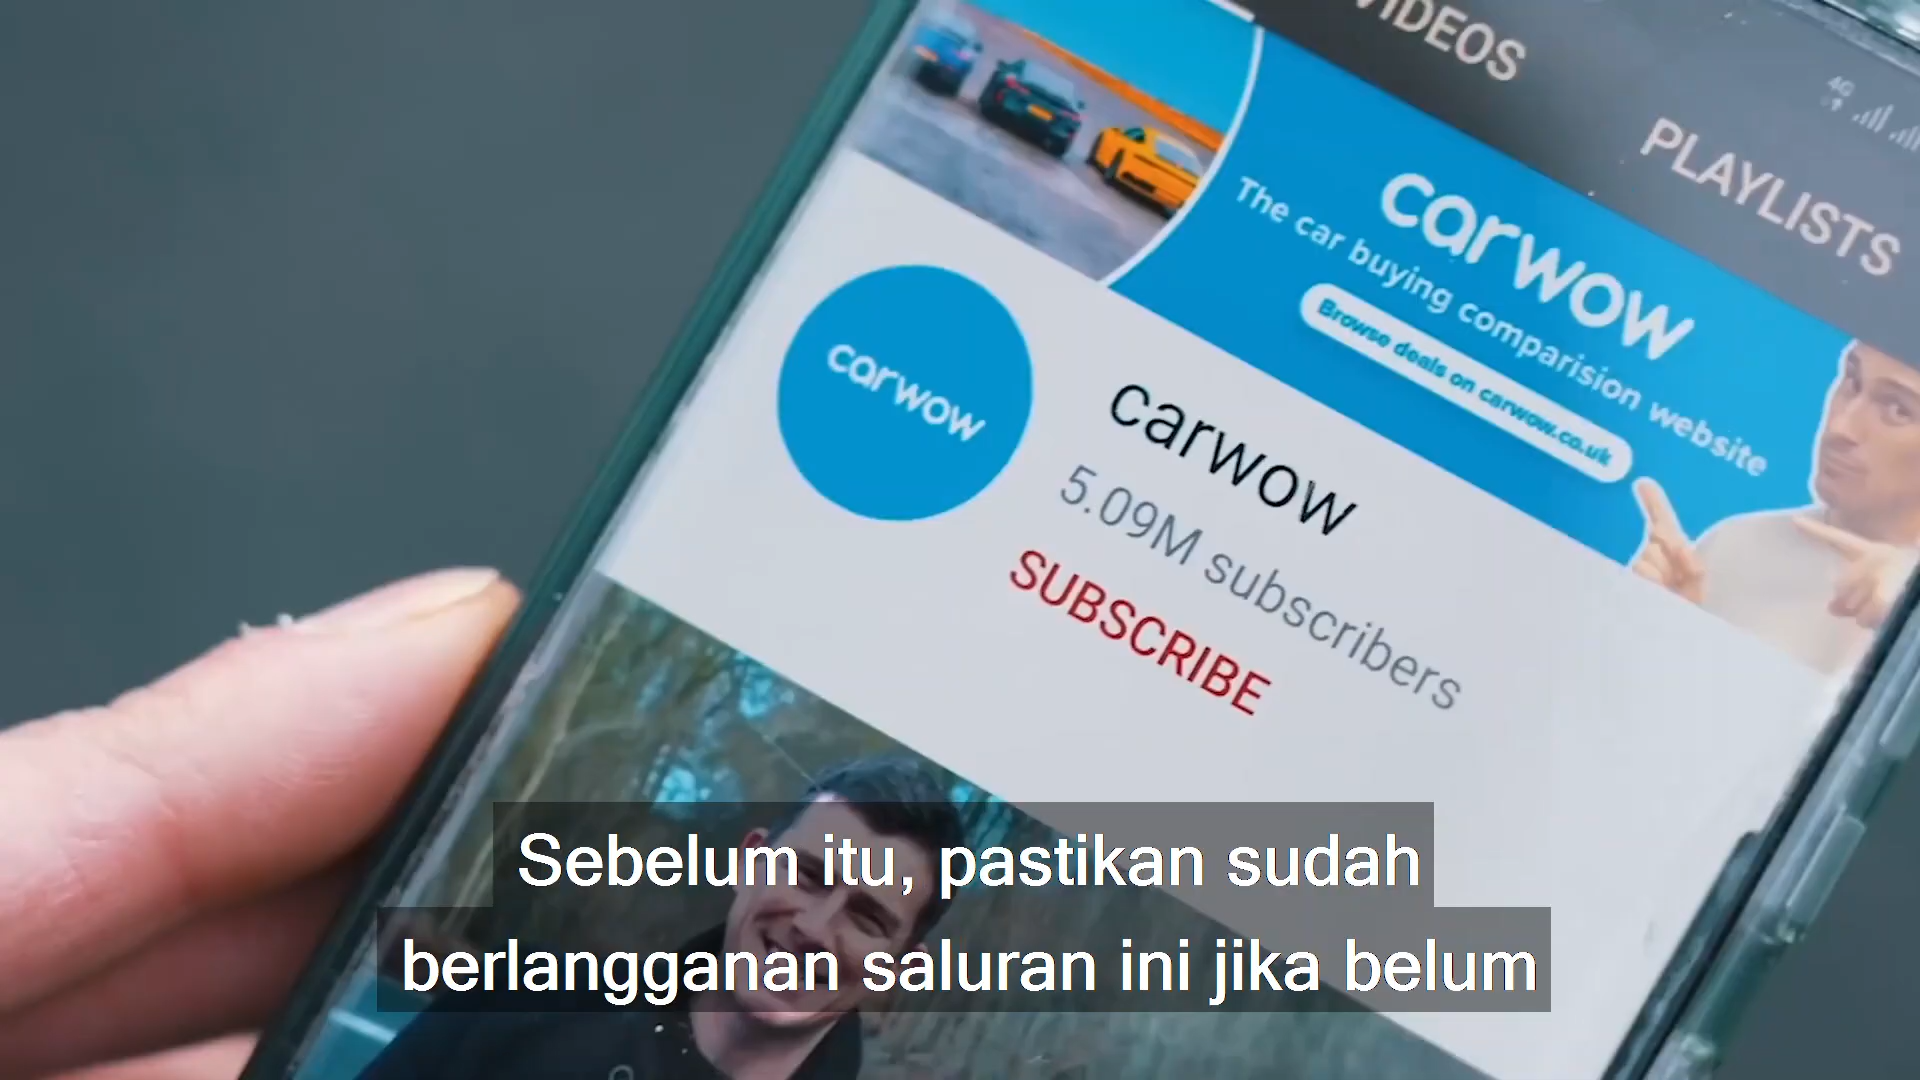 VIDEOS
PLAYLISTS
4G
carwow
The car buying comparision website
Browse deals on carwow.co.uk
carwow
carwow
5.09M subscribers
SUBSCRIBE
Sebelum itu, pastikan sudah
berlangganan saluran ini jika belum